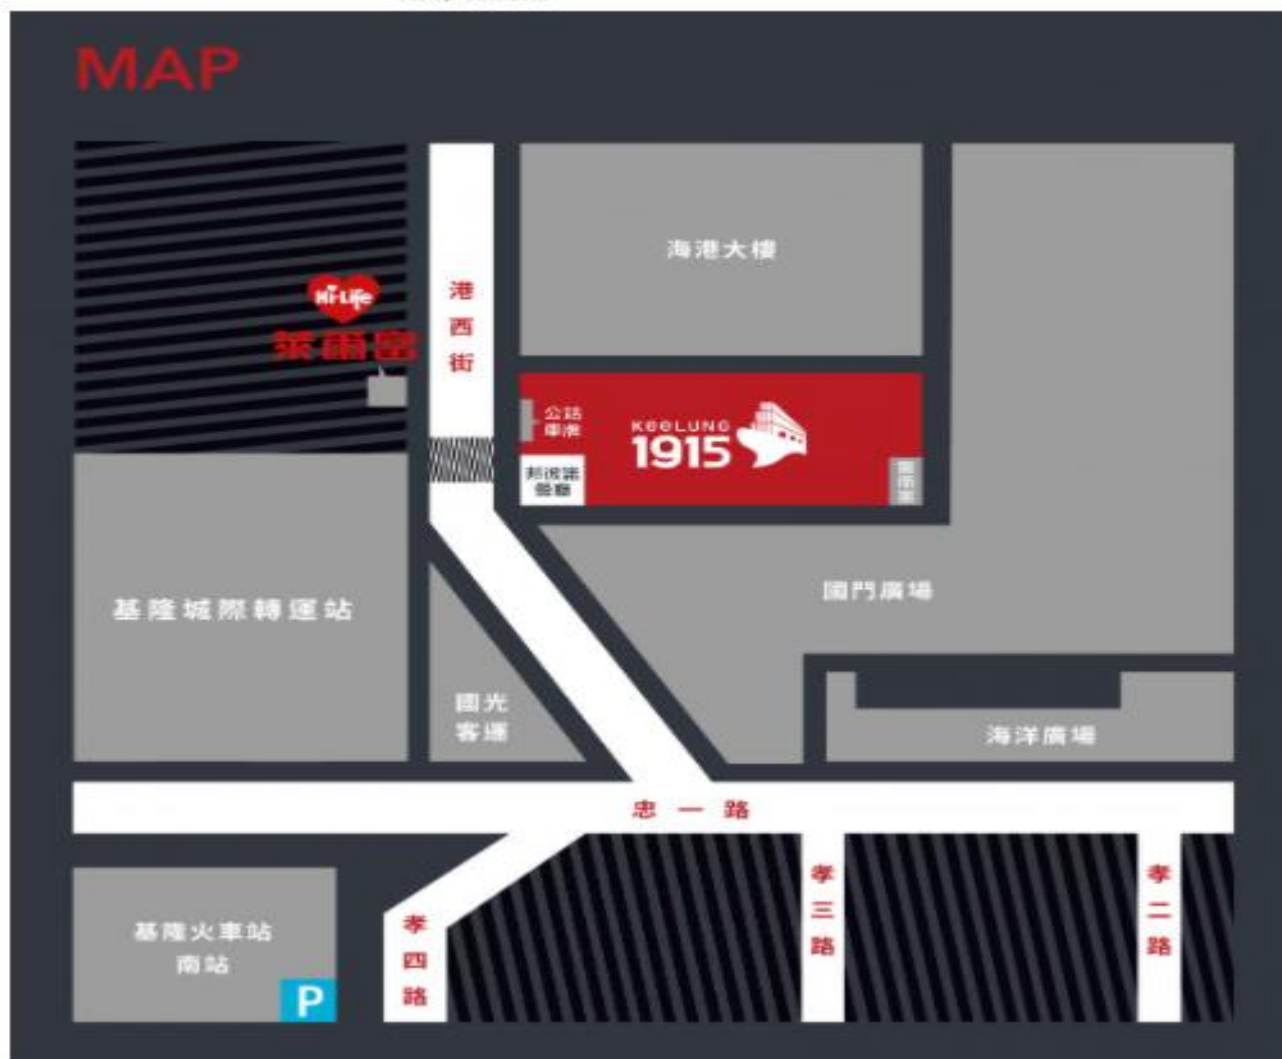 MAP
海港大樓
Hi-Life
萊爾富
港西街
公站
車準
KEELUNG
1915
邦彼諾
餐廳
基隆城際轉運站
國門廣場
國光
客運
海洋廣場
忠一路
孝四路
孝三路
孝二路
基隆火車站
南站
P